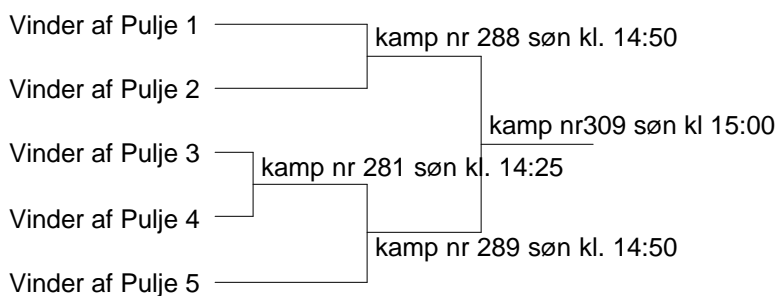 Vinder af Pulje 1
kamp nr 288 søn kl. 14:50
Vinder af Pulje 2
kamp nr309 søn kl 15:00
Vinder af Pulje 3
kamp nr 281 søn kl. 14:25
Vinder af Pulje 4
kamp nr 289 søn kl. 14:50
Vinder af Pulje 5